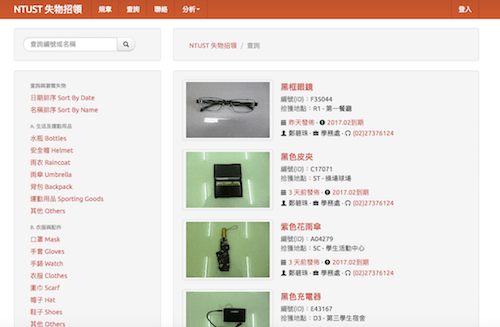 NTUST 失物招領 規章 查詢 聯絡 分析 登入
查詢編號或名稱
NTUST 失物招領 / 查詢
查詢與瀏覽失物
日期排序 Sort By Date
名稱排序 Sort By Name
A. 生活及運動用品
水瓶 Bottles
安全帽 Helmet
雨衣 Raincoat
雨傘 Umbrella
背包 Backpack
運動用品 Sporting Goods
其他 Others
B. 衣服與配件
口罩 Mask
手套 Gloves
手錶 Watch
衣服 Clothes
圍巾 Scarf
帽子 Hat
鞋子 Shoes
其他 Others
黑框眼鏡
編號(ID)：F35044
拾獲地點：R1 - 第一餐廳
昨天發佈 - 2017.02到期
鄭碧珠 - 學務處 - (02)27376124
黑色皮夾
編號(ID)：C17071
拾獲地點：ST - 操場球場
3 天前發佈 - 2017.02到期
鄭碧珠 - 學務處 - (02)27376124
紫色花雨傘
編號(ID)：A04279
拾獲地點：SC - 學生活動中心
3 天前發佈 - 2017.02到期
鄭碧珠 - 學務處 - (02)27376124
黑色充電器
編號(ID)：E43167
拾獲地點：D3 - 第三學生宿舍